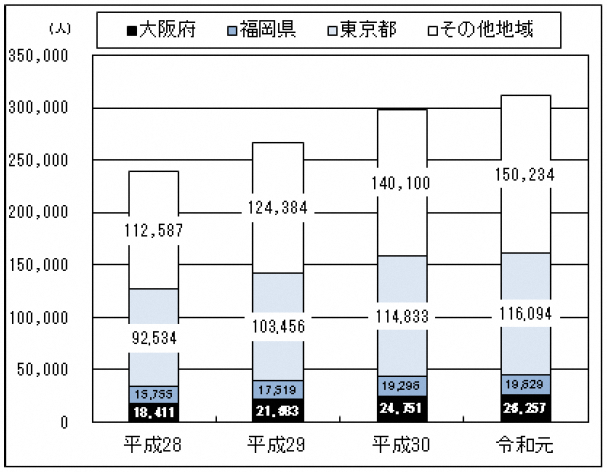 (人)
■大阪府 ■福岡県 □東京都 □その他地域
350,000
300,000
250,000
200,000
150,000
100,000
50,000
0
112,587 124,384 140,100 150,234
92,534 103,456 114,833 116,094
15,755 17,519 19,296 19,629
18,411 21,683 24,751 26,257
平成28 平成29 平成30 令和元